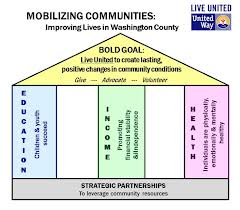 MOBILIZING COMMUNITIES:
Improving Lives in Washington County
LIVE UNITED
United
Way
BOLD GOAL:
Live United to create lasting,
positive changes in community conditions
Give --- Advocate --- Volunteer
EDUCATION
Children & youth
succeed
INCOME
Promoting
financial stability
& independence
HEALTH
Individuals are physically,
emotionally & mentally
healthy
STRATEGIC PARTNERSHIPS
To leverage community resources